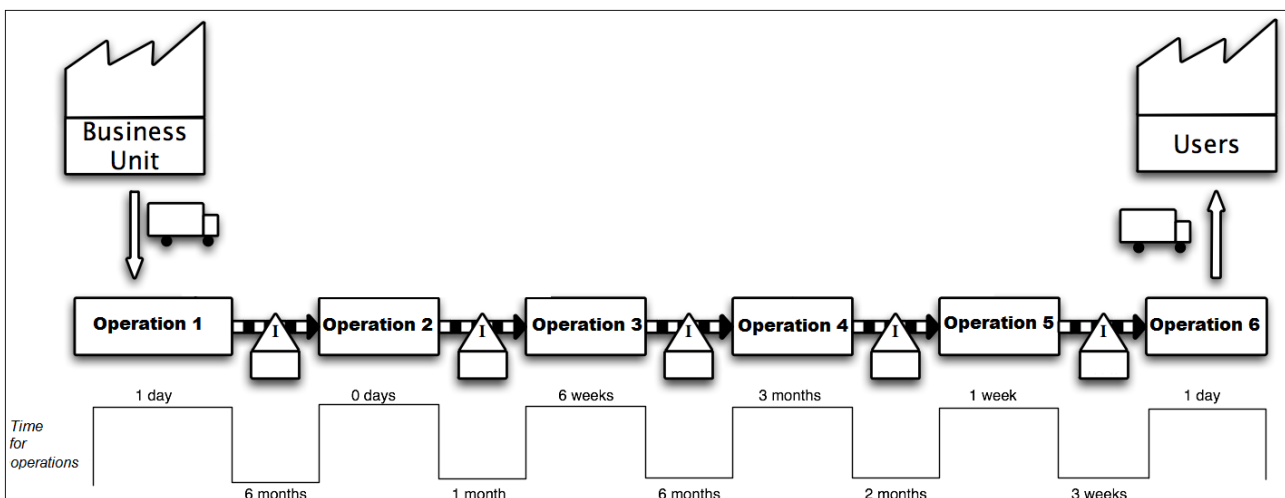 Business
Unit
Users
Operation 1
I
Operation 2
I
Operation 3
I
Operation 4
I
Operation 5
I
Operation 6
1 day
0 days
6 weeks
3 months
1 week
1 day
Time
for
operations
6 months
1 month
6 months
2 months
3 weeks